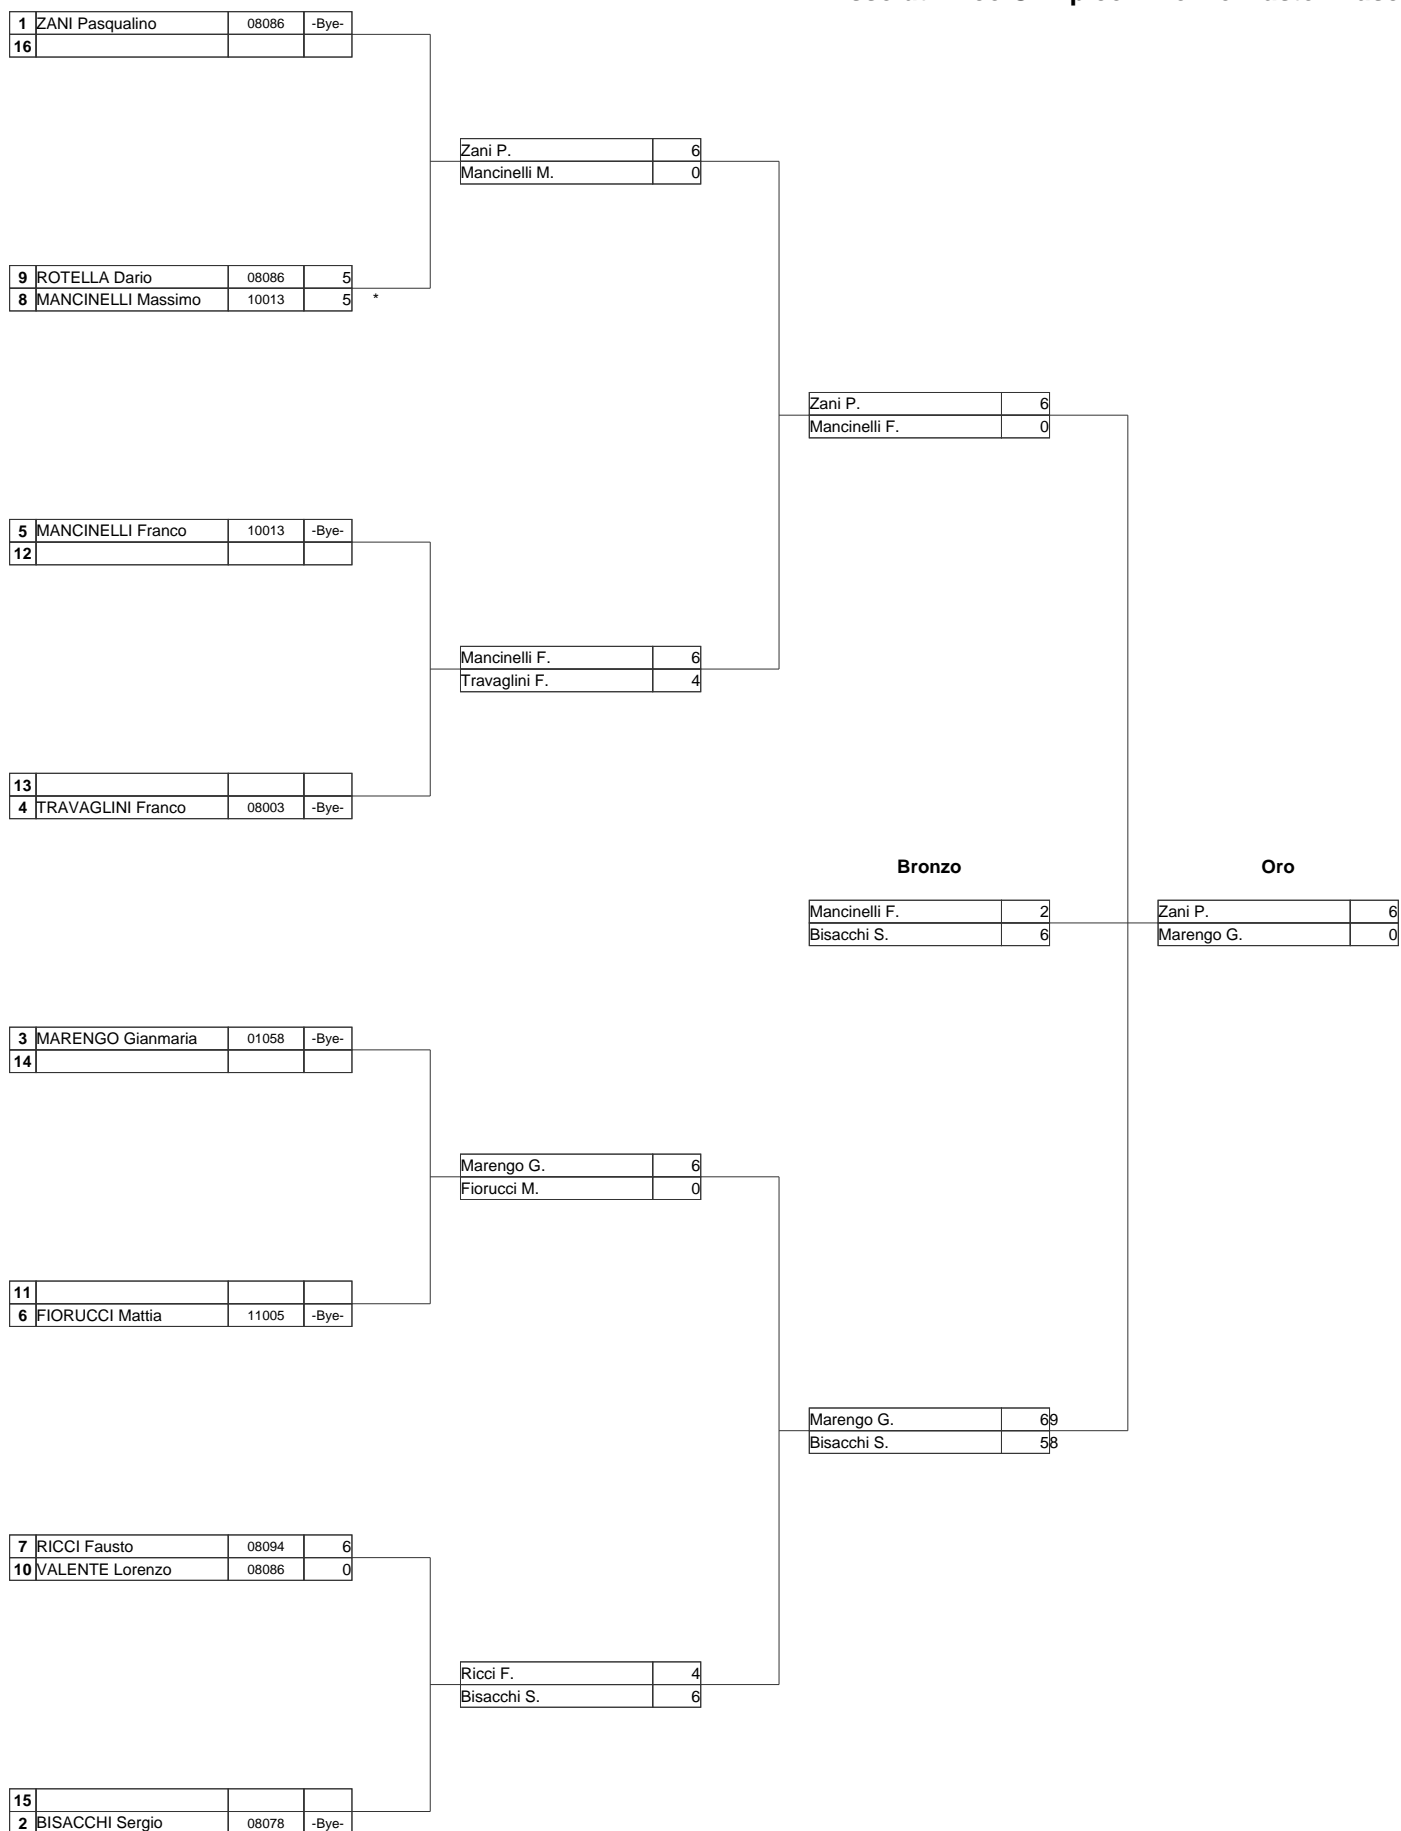 1 ZANI Pasqualino 08086 -Bye-
16
Zani P. 6
Mancinelli M. 0
9 ROTELLA Dario 08086 5
8 MANCINELLI Massimo 10013 5 *
Zani P. 6
Mancinelli F. 0
5 MANCINELLI Franco 10013 -Bye-
12
Mancinelli F. 6
Travaglini F. 4
13
4 TRAVAGLINI Franco 08003 -Bye-
Bronzo Oro
Mancinelli F. 2 Zani P. 6
Bisacchi S. 6 Marengo G. 0
3 MARENGO Gianmaria 01058 -Bye-
14
Marengo G. 6
Fiorucci M. 0
11
6 FIORUCCI Mattia 11005 -Bye-
Marengo G. 69
Bisacchi S. 58
7 RICCI Fausto 08094 6
10 VALENTE Lorenzo 08086 0
Ricci F. 4
Bisacchi S. 6
15
2 BISACCHI Sergio 08078 -Bye-